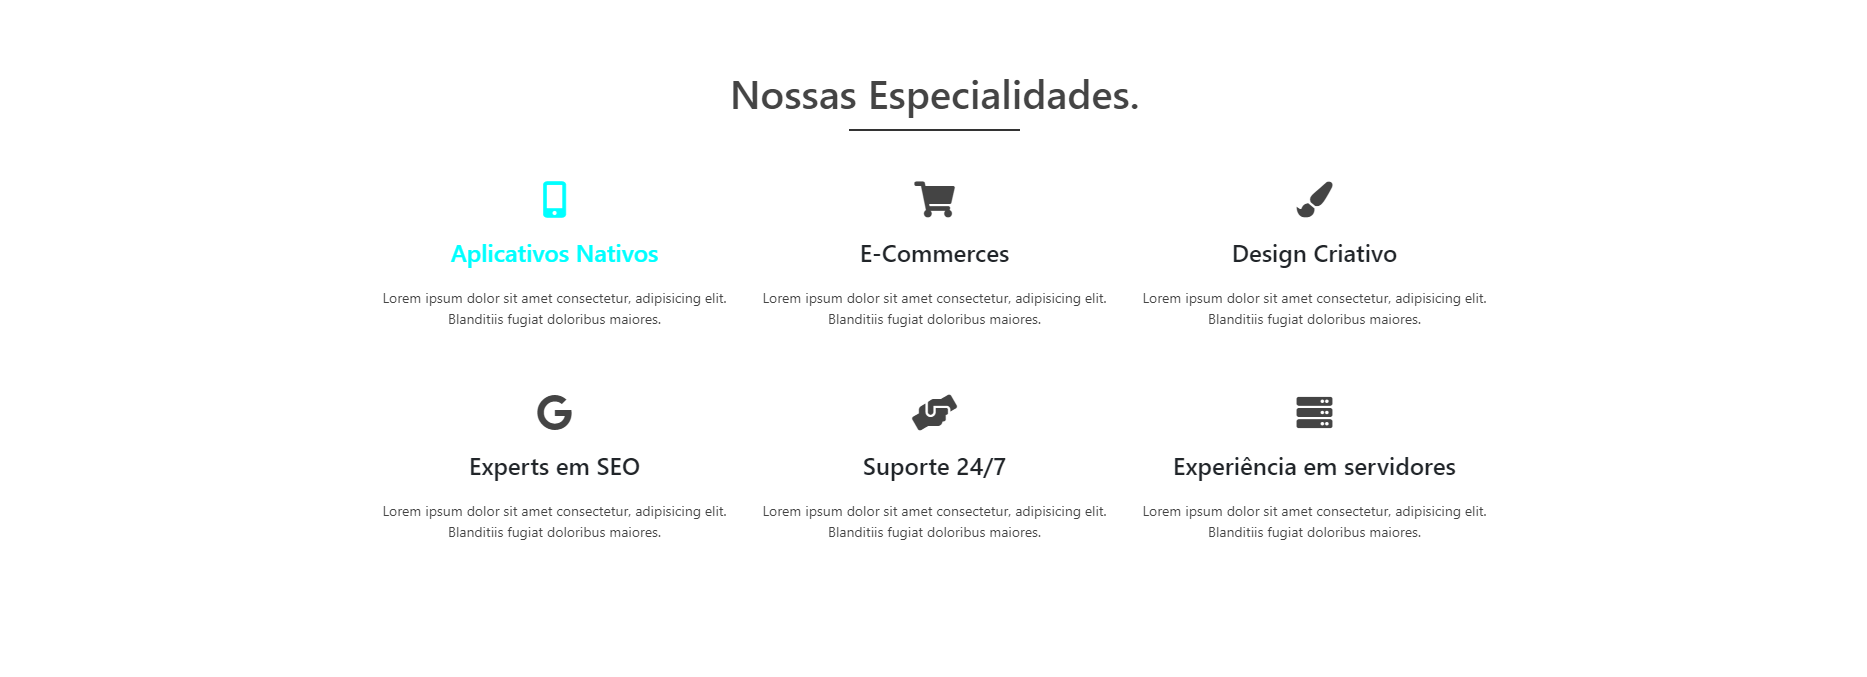 Nossas Especialidades.
Aplicativos Nativos
Lorem ipsum dolor sit amet consectetur, adipisicing elit.
Blanditiis fugiat doloribus maiores.
E-Commerces
Lorem ipsum dolor sit amet consectetur, adipisicing elit.
Blanditiis fugiat doloribus maiores.
Design Criativo
Lorem ipsum dolor sit amet consectetur, adipisicing elit.
Blanditiis fugiat doloribus maiores.
Experts em SEO
Lorem ipsum dolor sit amet consectetur, adipisicing elit.
Blanditiis fugiat doloribus maiores.
Suporte 24/7
Lorem ipsum dolor sit amet consectetur, adipisicing elit.
Blanditiis fugiat doloribus maiores.
Experiência em servidores
Lorem ipsum dolor sit amet consectetur, adipisicing elit.
Blanditiis fugiat doloribus maiores.